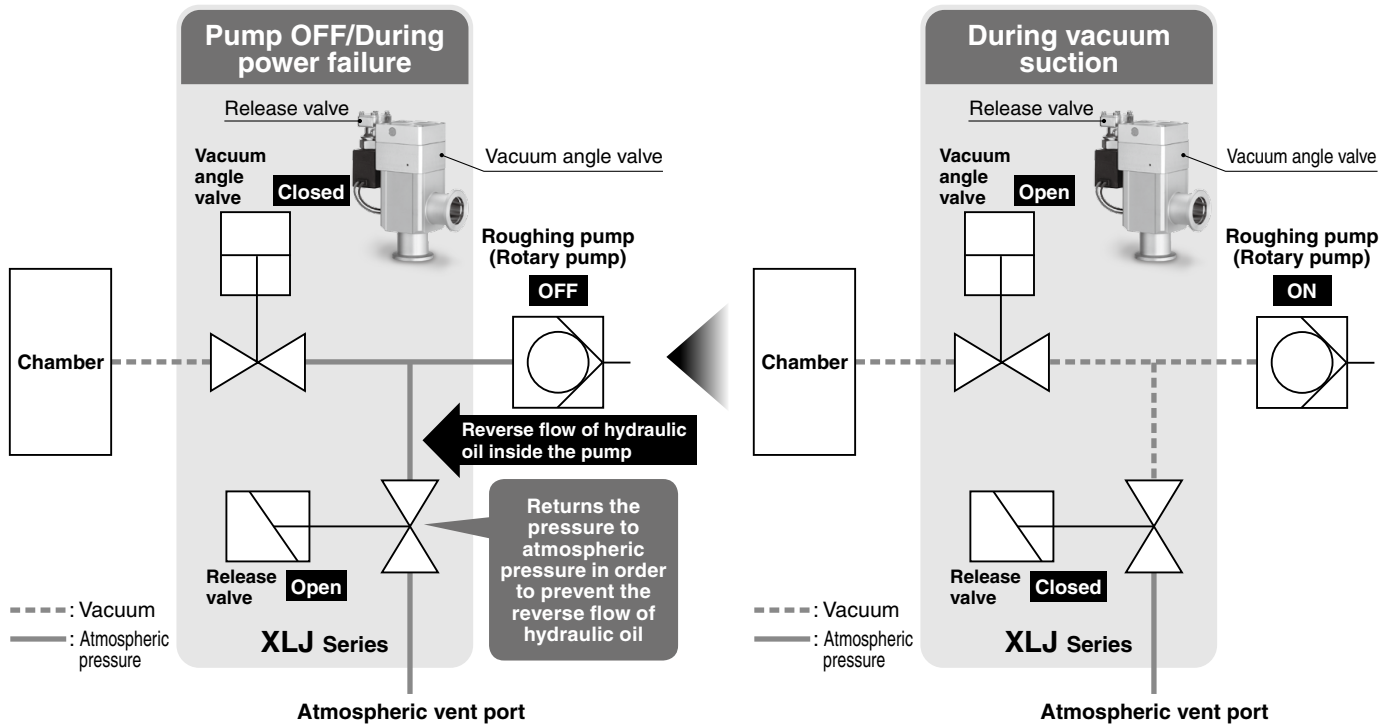 Pump OFF/During
power failure
Release valve
Vacuum angle valve
Vacuum
angle
valve
Closed
Roughing pump
(Rotary pump)
OFF
Chamber
Reverse flow of hydraulic
oil inside the pump
Returns the
pressure to
atmospheric
pressure in order
to prevent the
reverse flow of
hydraulic oil
Release
valve
Open
: Vacuum
: Atmospheric
pressure
XLJ Series
Atmospheric vent port
During vacuum
suction
Release valve
Vacuum angle valve
Vacuum
angle
valve
Open
Roughing pump
(Rotary pump)
ON
Chamber
Release
valve
Closed
: Vacuum
: Atmospheric
pressure
XLJ Series
Atmospheric vent port